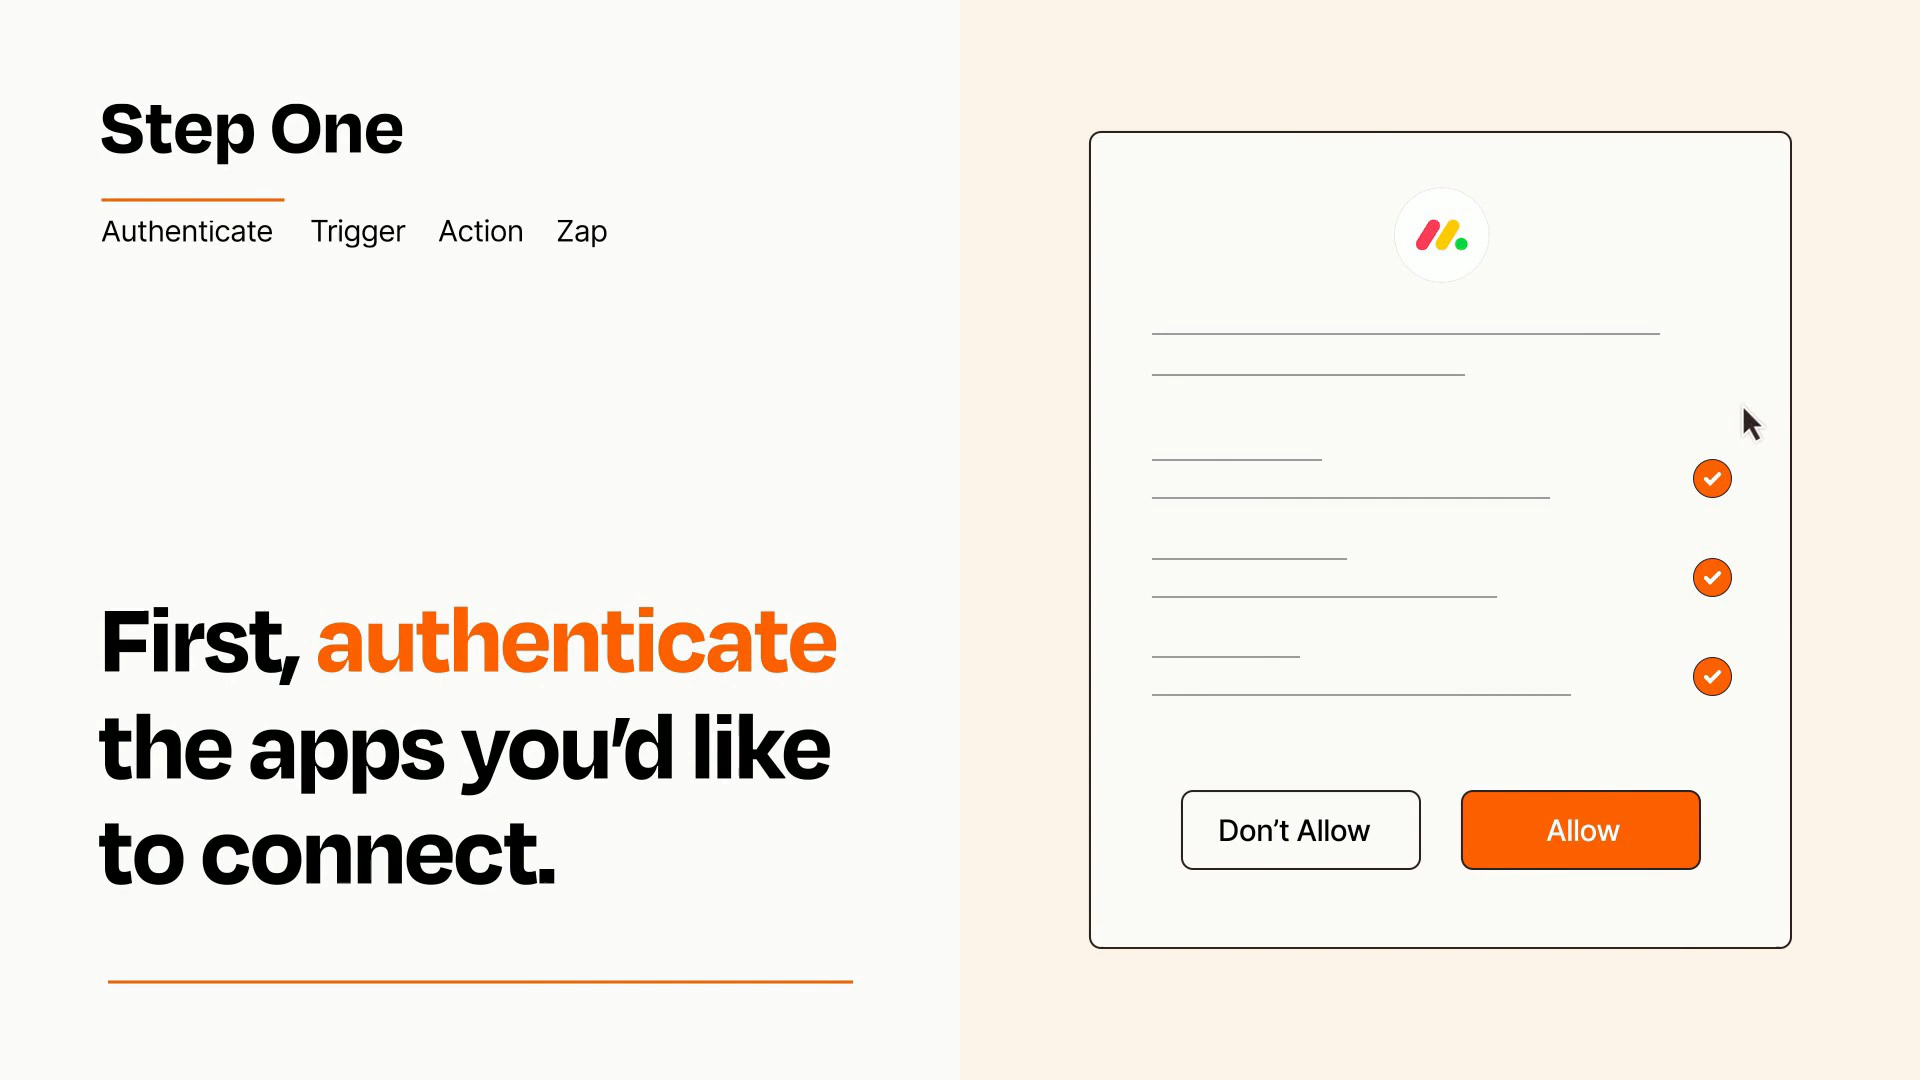 Step One
Authenticate Trigger Action Zap
First, authenticate
the apps you’d like
to connect.
Don’t Allow
Allow